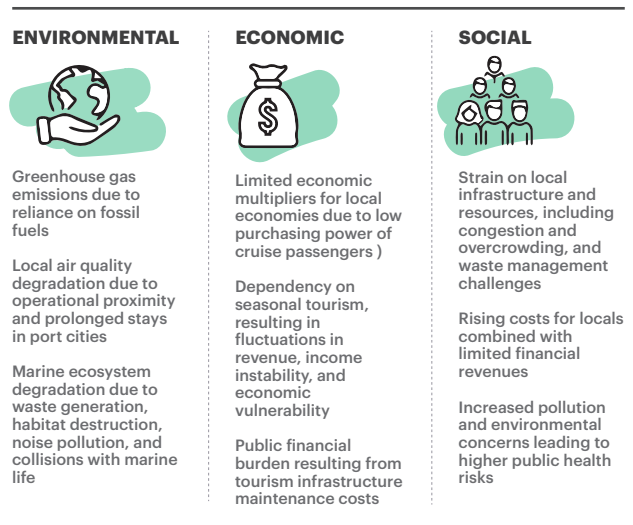 ENVIRONMENTAL
Greenhouse gas
emissions due to
reliance on fossil
fuels
Local air quality
degradation due to
operational proximity
and prolonged stays
in port cities
Marine ecosystem
degradation due to
waste generation,
habitat destruction,
noise pollution, and
collisions with marine
life
ECONOMIC
$
Limited economic
multipliers for local
economies due to low
purchasing power of
cruise passengers )
Dependency on
seasonal tourism,
resulting in
fluctuations in
revenue, income
instability, and
economic
vulnerability
Public financial
burden resulting from
tourism infrastructure
maintenance costs
SOCIAL
Strain on local
infrastructure and
resources, including
congestion and
overcrowding, and
waste management
challenges
Rising costs for locals
combined with
limited financial
revenues
Increased pollution
and environmental
concerns leading to
higher public health
risks